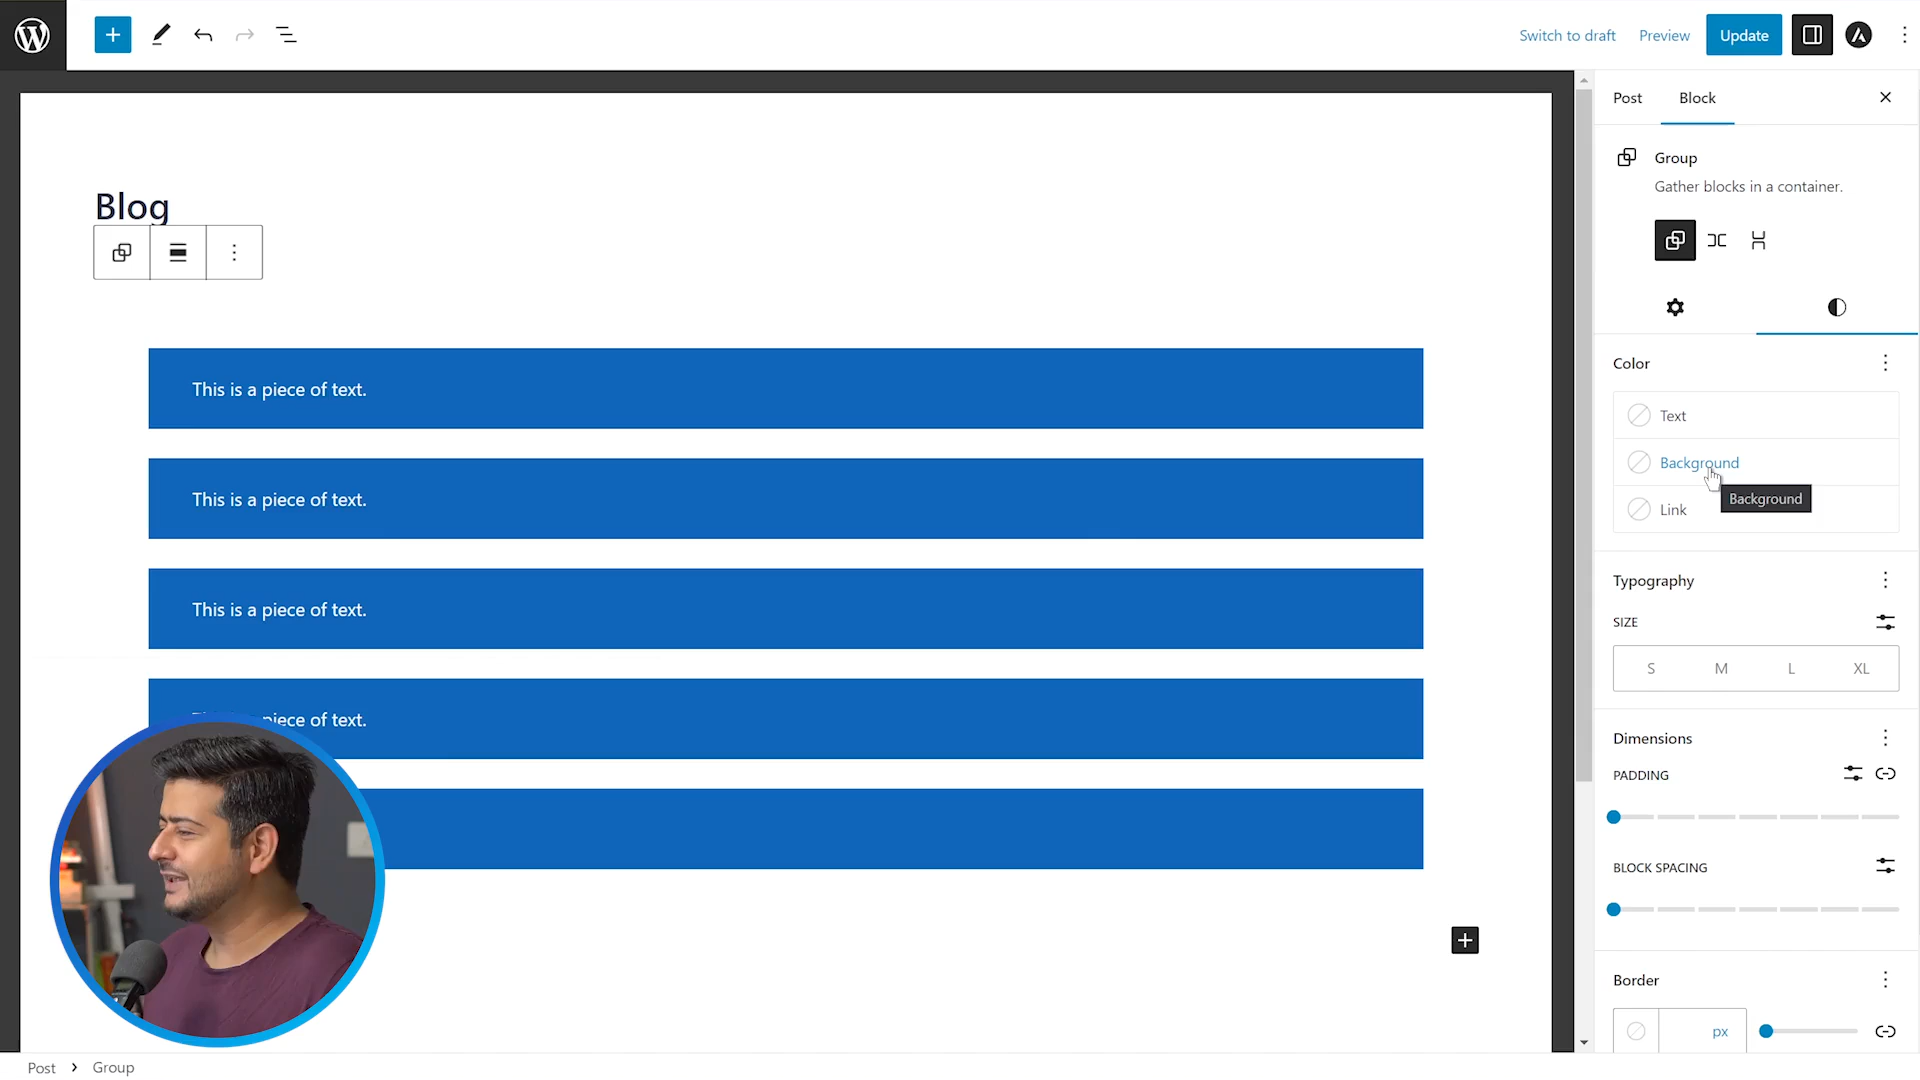 Switch to draft
Preview
Update
Post
Block
Group
Gather blocks in a container.
Blog
Color
Text
Background
Background
Link
This is a piece of text.
This is a piece of text.
This is a piece of text.
piece of text.
Typography
SIZE
S M L XL
Dimensions
PADDING
BLOCK SPACING
Border
px
Post > Group